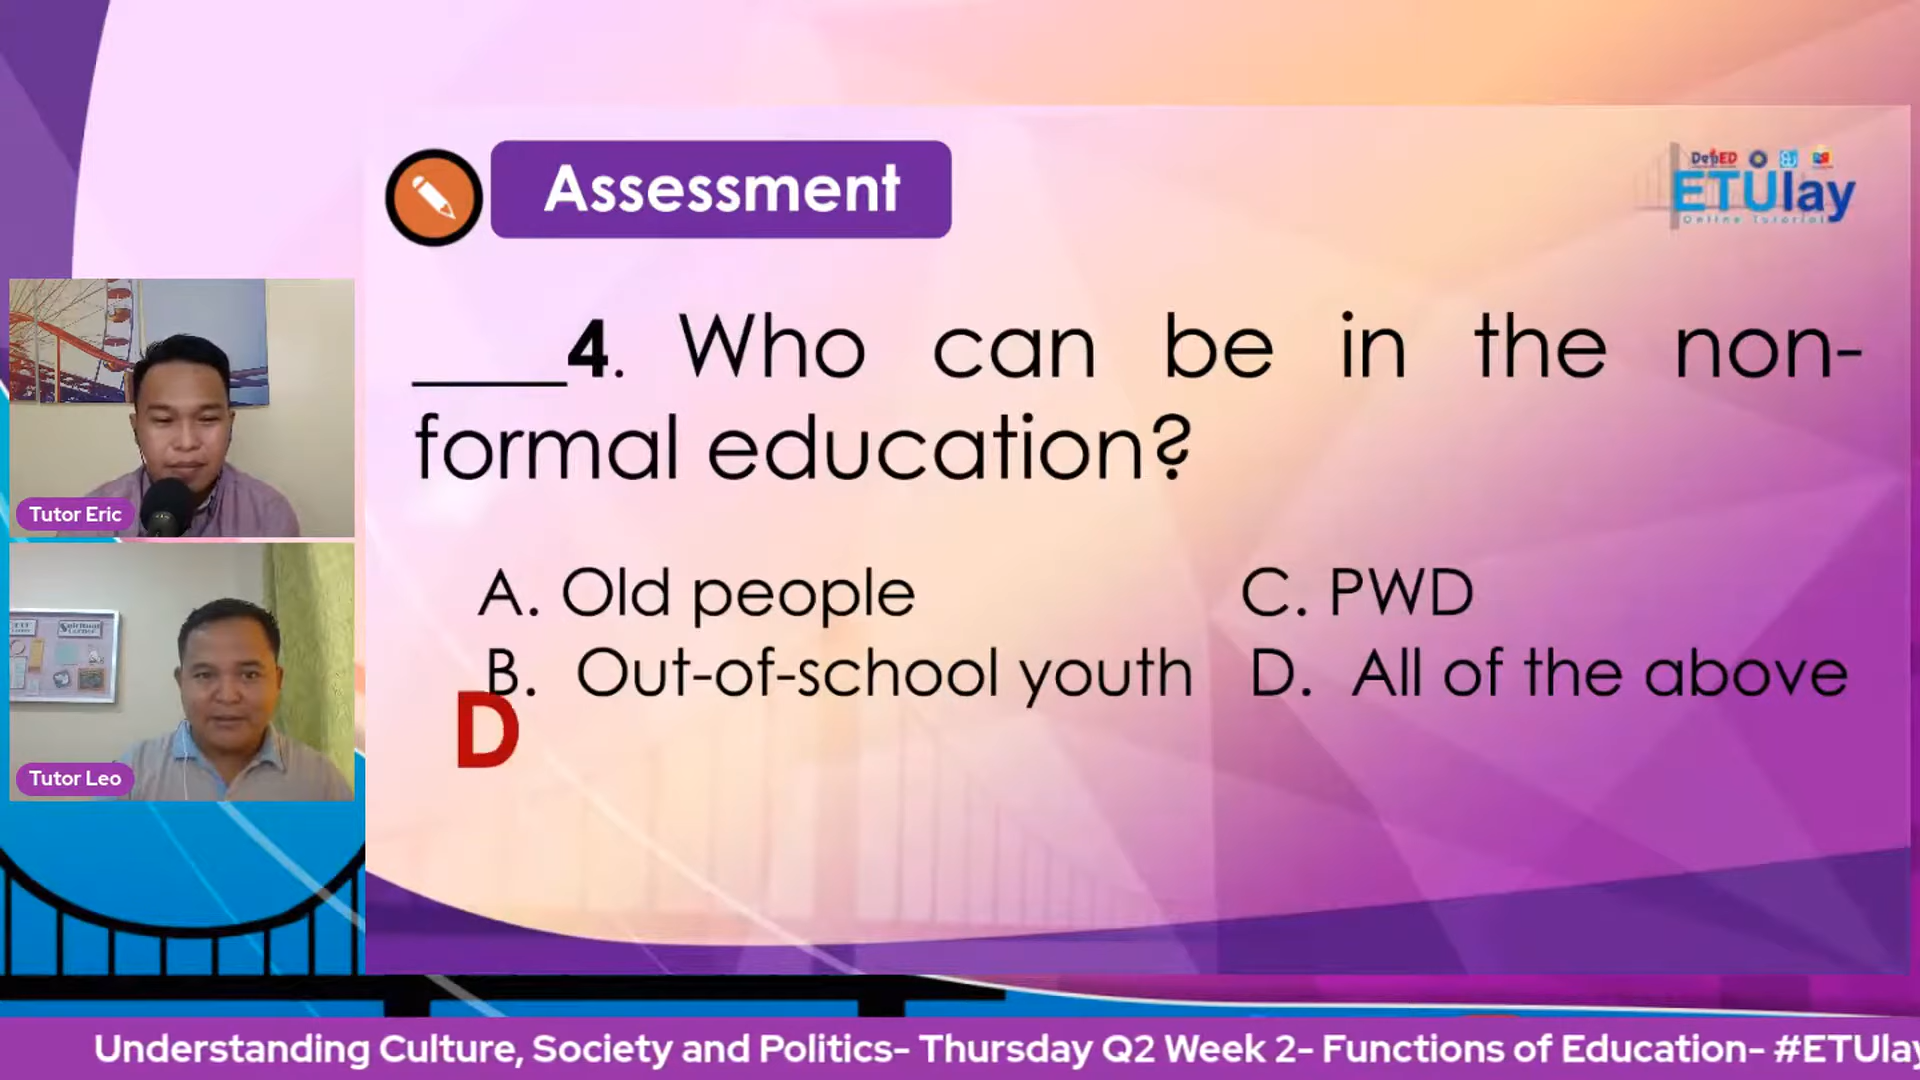 Assessment
DepED
ETUlay
Online Tutorial
____4. Who can be in the non-
formal education?
A. Old people
C. PWD
B. Out-of-school youth
D. All of the above
D
Tutor Eric
Spiritual
Corner
Tutor Leo
Understanding Culture, Society and Politics- Thursday Q2 Week 2- Functions of Education- #ETUlay